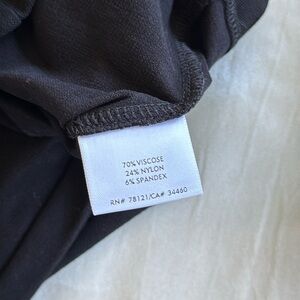 70% VISCOSE
24% NYLON
6% SPANDEX
RN# 78121/CA# 34460